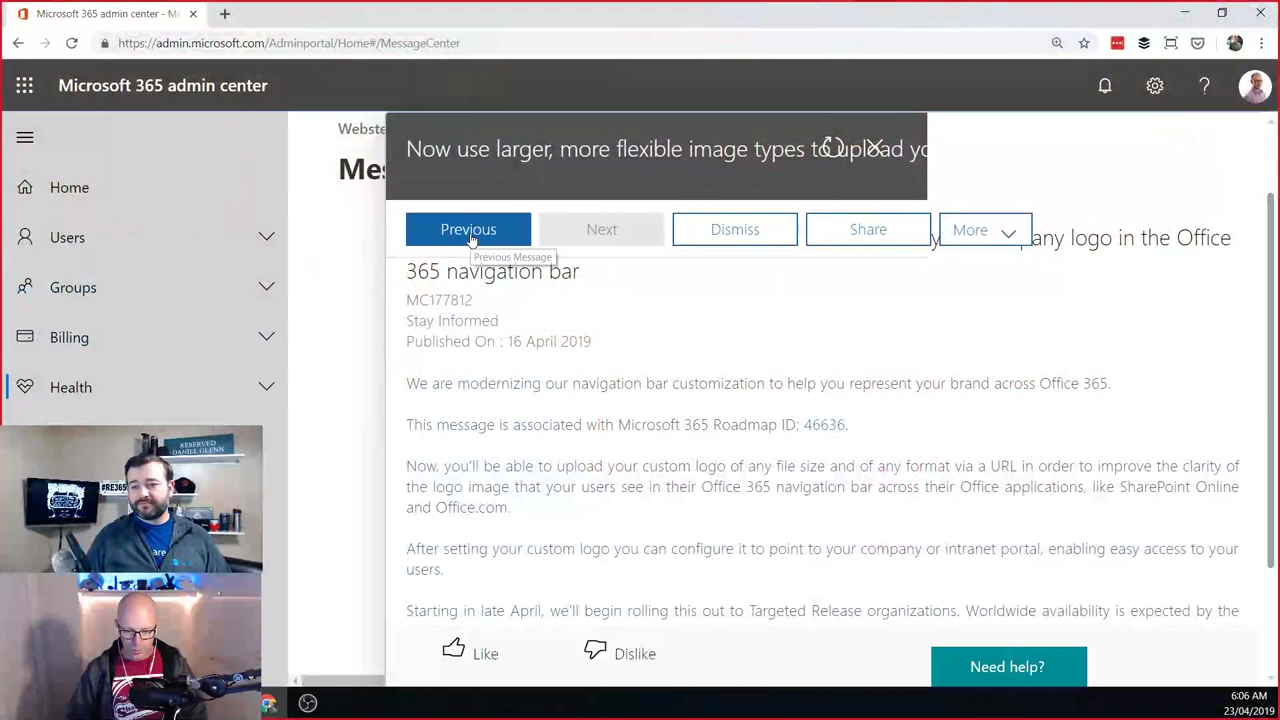 Microsoft 365 admin center - M
https://admin.microsoft.com/Adminportal/Home#/MessageCenter
Microsoft 365 admin center
Home
Users
Groups
Billing
Health
Webste
Mes
Now use larger, more flexible image types to upload yo
Previous
Next
Dismiss
Share
More
Previous Message
y company logo in the Office
365 navigation bar
MC177812
Stay Informed
Published On : 16 April 2019
We are modernizing our navigation bar customization to help you represent your brand across Office 365.
This message is associated with Microsoft 365 Roadmap ID: 46636.
Now, you'll be able to upload your custom logo of any file size and of any format via a URL in order to improve the clarity of
the logo image that your users see in their Office 365 navigation bar across their Office applications, like SharePoint Online
and Office.com.
After setting your custom logo you can configure it to point to your company or intranet portal, enabling easy access to your
users.
Starting in late April, we'll begin rolling this out to Targeted Release organizations. Worldwide availability is expected by the
Like
Dislike
Need help?
RESERVED
DANIEL GLENN
#RE365
are
6:06 AM
23/04/2019